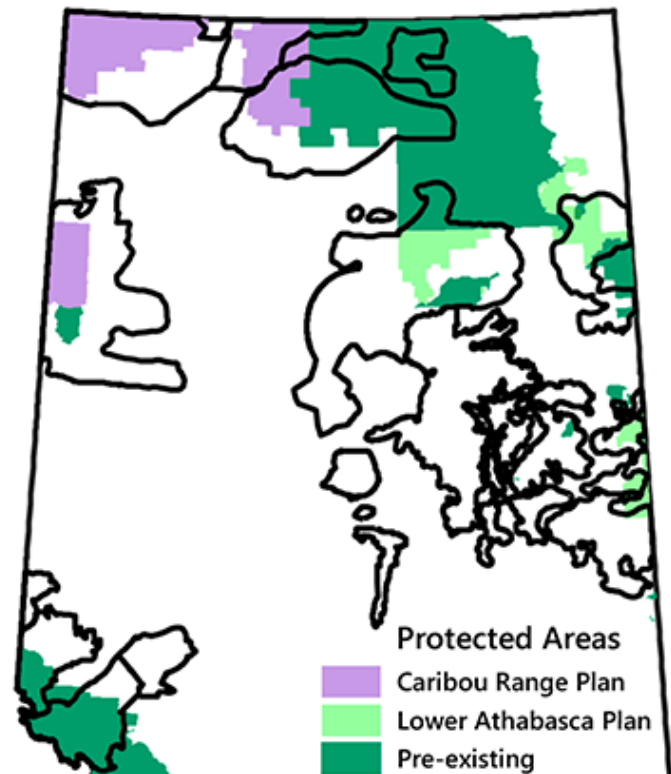 Protected Areas
Caribou Range Plan
Lower Athabasca Plan
Pre-existing